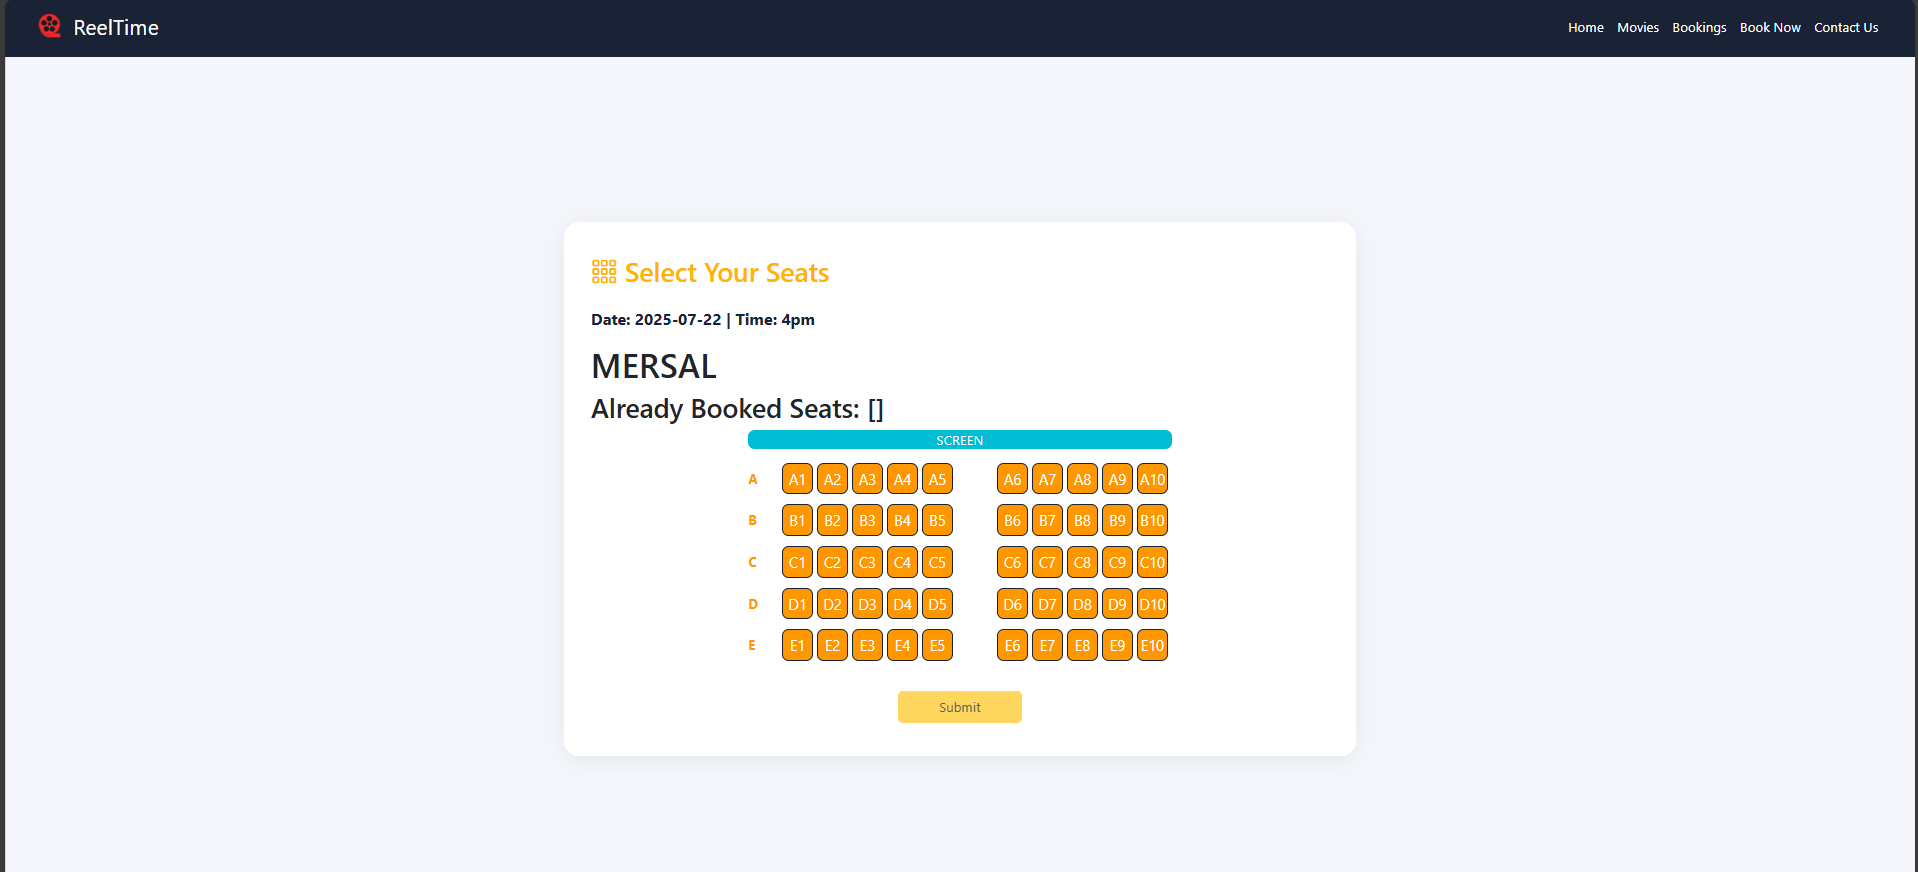 ReelTime Home Movies Bookings Book Now Contact Us
Select Your Seats
Date: 2025-07-22 | Time: 4pm
MERSAL
Already Booked Seats: []
SCREEN
A A1 A2 A3 A4 A5 A6 A7 A8 A9 A10
B B1 B2 B3 B4 B5 B6 B7 B8 B9 B10
C C1 C2 C3 C4 C5 C6 C7 C8 C9 C10
D D1 D2 D3 D4 D5 D6 D7 D8 D9 D10
E E1 E2 E3 E4 E5 E6 E7 E8 E9 E10
Submit